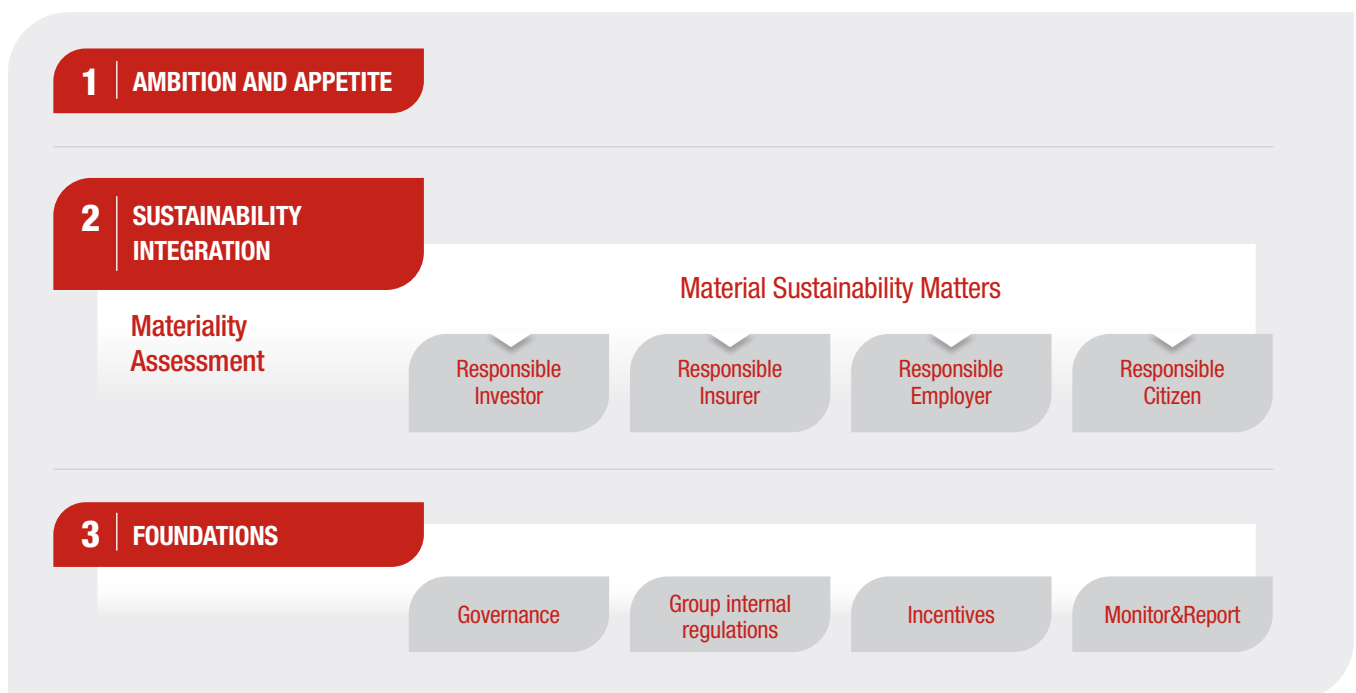 1 AMBITION AND APPETITE
2 SUSTAINABILITY
INTEGRATION
Material Sustainability Matters
Materiality
Assessment
Responsible
Investor
Responsible
Insurer
Responsible
Employer
Responsible
Citizen
3 FOUNDATIONS
Governance
Group internal
regulations
Incentives
Monitor&Report